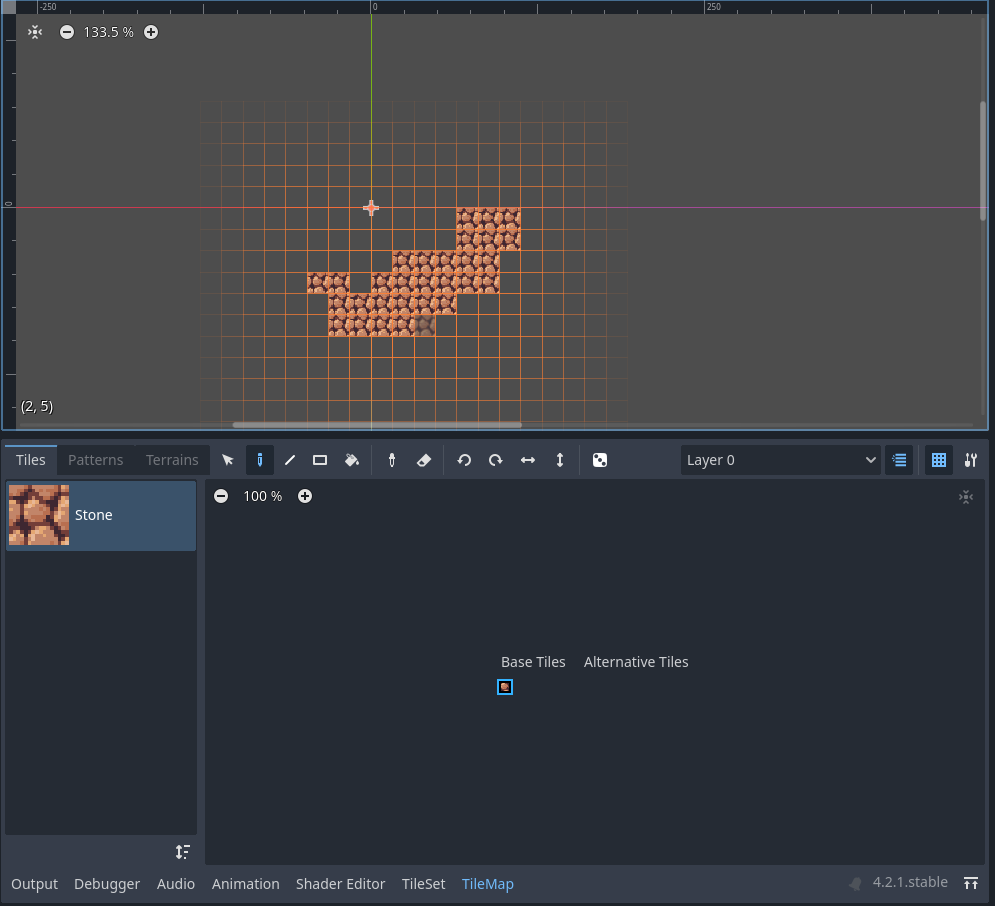 -250 0 250
133.5 %
0
(2, 5)
Tiles Patterns Terrains Layer 0
Stone
100 %
Base Tiles Alternative Tiles
Output Debugger Audio Animation Shader Editor TileSet TileMap 4.2.1.stable